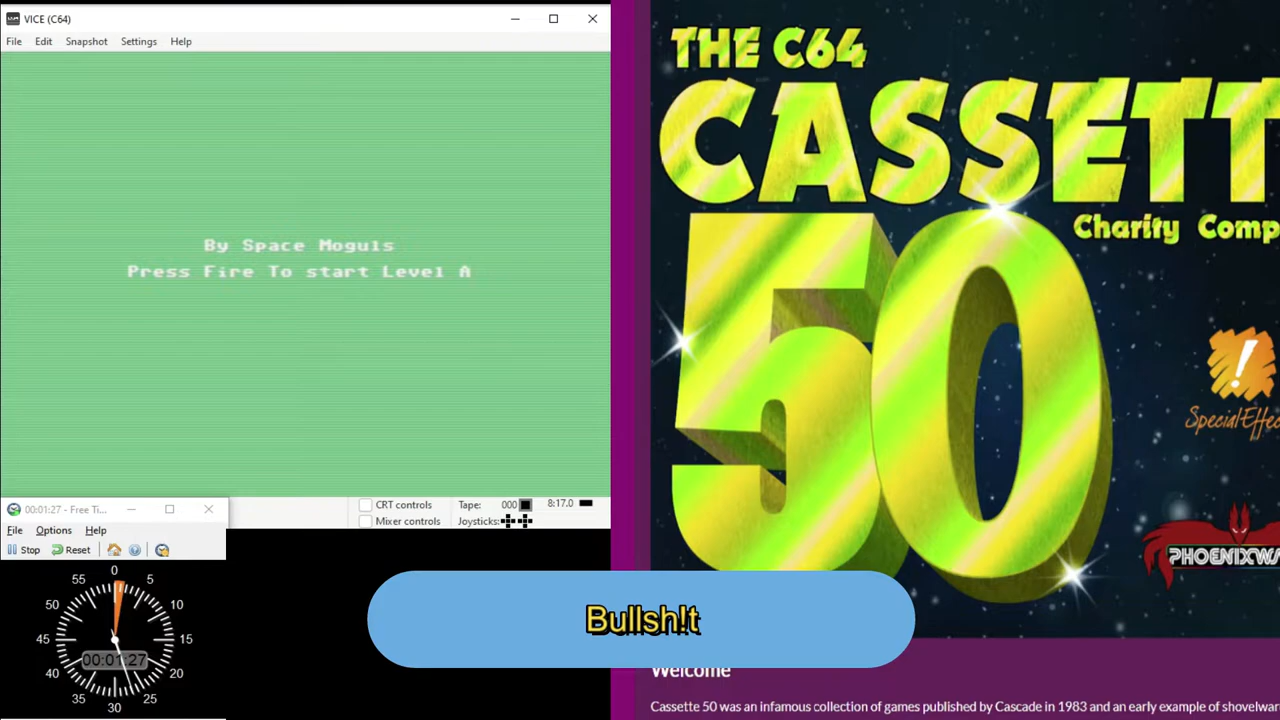 VICE (C64)
File Edit Snapshot Settings Help
By Space Moguls
Press Fire To start Level A
CRT controls
Mixer controls
Tape: 000
8:17.0
Joysticks:
00:01:27 - Free Ti...
File Options Help
Stop Reset
0
55 5
50 10
45 15
00:01:27
40 20
35 25
30
THE C64
CASSETT
50
Charity Comp
!
SpecialEffec
PHOENIXWA
Bullsh!t
Welcome
Cassette 50 was an infamous collection of games published by Cascade in 1983 and an early example of shovelwar